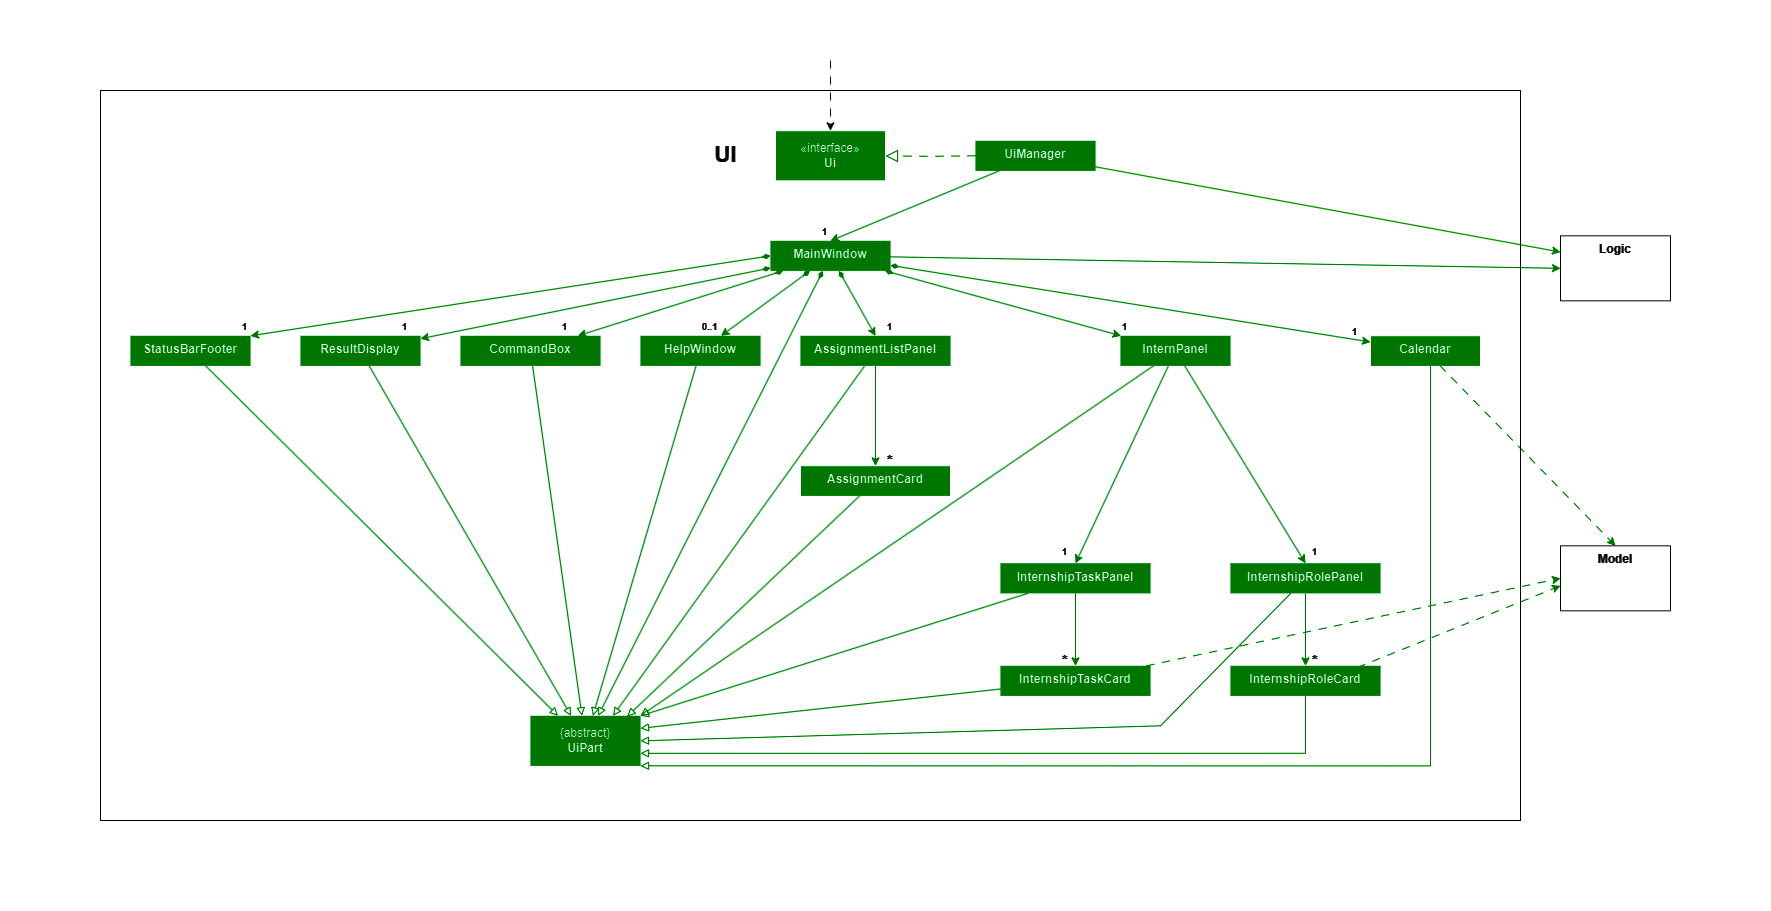 UI
«interface»
Ui
UiManager
1
MainWindow
Logic
1
1
1
0..1
1
1
1
StatusBarFooter
ResultDisplay
CommandBox
HelpWindow
AssignmentListPanel
InternPanel
Calendar
*
AssignmentCard
1
1
Model
InternshipTaskPanel
InternshipRolePanel
*
*
InternshipTaskCard
InternshipRoleCard
{abstract}
UiPart